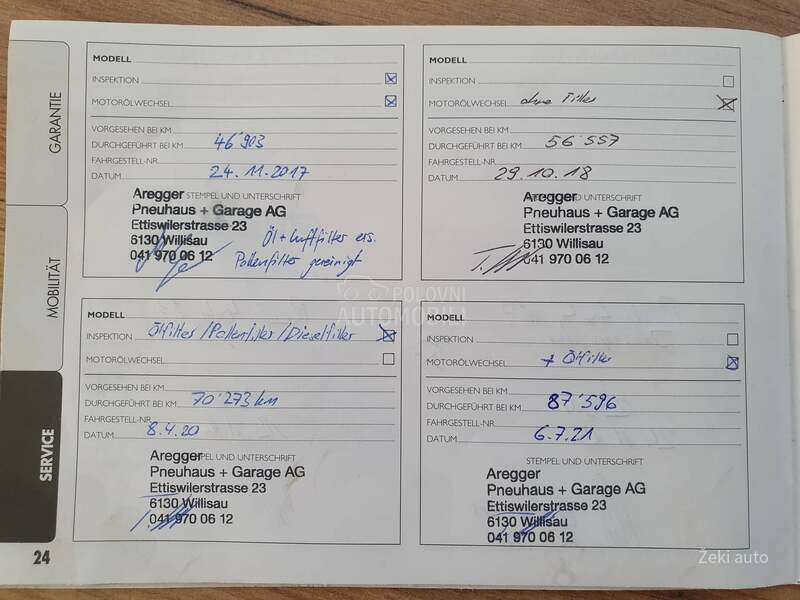 GARANTIE
MOBILITÄT
SERVICE
24
MODELL
INSPEKTION
MOTORÖLWECHSEL
VORGESEHEN BEI KM
DURCHGEFÜHRT BEI KM 46'903
FAHRGESTELL-NR.
DATUM 24.11.2017
STEMPEL UND UNTERSCHRIFT
Aregger
Pneuhaus + Garage AG
Ettiswilerstrasse 23
6130 Willisau
041 970 06 12
Öl + Luftfilter ers.
Pollenfilter gereinigt
MODELL
INSPEKTION
MOTORÖLWECHSEL ohne Filter
VORGESEHEN BEI KM
DURCHGEFÜHRT BEI KM 56 557
FAHRGESTELL-NR.
DATUM 29.10.18
STEMPEL UND UNTERSCHRIFT
Aregger
Pneuhaus + Garage AG
Ettiswilerstrasse 23
6130 Willisau
041 970 06 12
MODELL
INSPEKTION Ölfilter/Pollenfilter/Dieselfilter
MOTORÖLWECHSEL
VORGESEHEN BEI KM
DURCHGEFÜHRT BEI KM 70'273 km
FAHRGESTELL-NR.
DATUM 8.4.20
STEMPEL UND UNTERSCHRIFT
Aregger
Pneuhaus + Garage AG
Ettiswilerstrasse 23
6130 Willisau
041 970 06 12
MODELL
INSPEKTION
MOTORÖLWECHSEL + Ölfilter
VORGESEHEN BEI KM
DURCHGEFÜHRT BEI KM 87'596
FAHRGESTELL-NR.
DATUM 6.7.21
STEMPEL UND UNTERSCHRIFT
Aregger
Pneuhaus + Garage AG
Ettiswilerstrasse 23
6130 Willisau
041 970 06 12
POLOVNI
AUTOMOBILI
Žeki auto